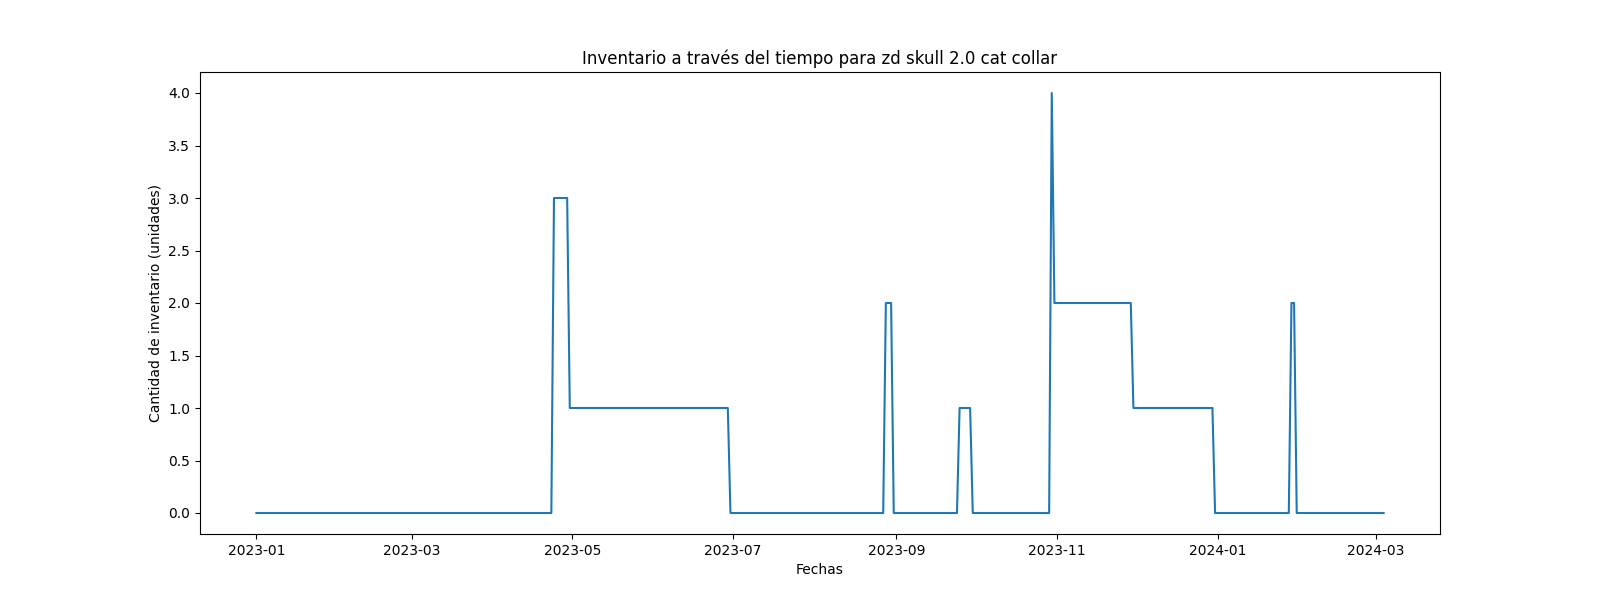 Inventario a través del tiempo para zd skull 2.0 cat collar
Cantidad de inventario (unidades)
4.0
3.5
3.0
2.5
2.0
1.5
1.0
0.5
0.0
2023-01 2023-03 2023-05 2023-07 2023-09 2023-11 2024-01 2024-03
Fechas